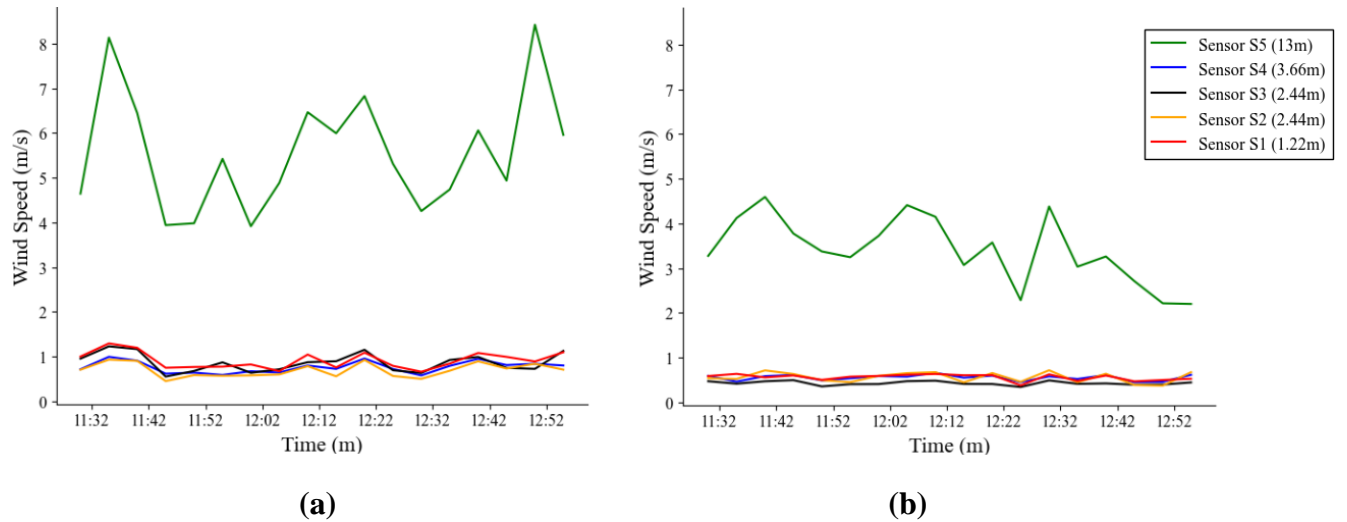 8
7
6
5
4
3
2
1
0
Wind Speed (m/s)
11:32 11:42 11:52 12:02 12:12 12:22 12:32 12:42 12:52
Time (m)
(a)
8
7
6
5
4
3
2
1
0
Wind Speed (m/s)
11:32 11:42 11:52 12:02 12:12 12:22 12:32 12:42 12:52
Time (m)
(b)
Sensor S5 (13m)
Sensor S4 (3.66m)
Sensor S3 (2.44m)
Sensor S2 (2.44m)
Sensor S1 (1.22m)